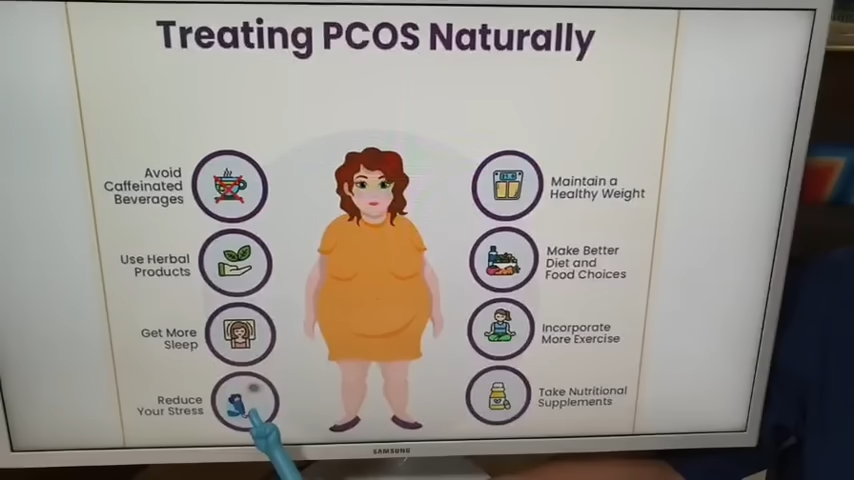 Treating PCOS Naturally
Avoid
Caffeinated
Beverages
Use Herbal
Products
Get More
Sleep
Reduce
Your Stress
Maintain a
Healthy Weight
Make Better
Diet and
Food Choices
Incorporate
More Exercise
Take Nutritional
Supplements
SAMSUNG